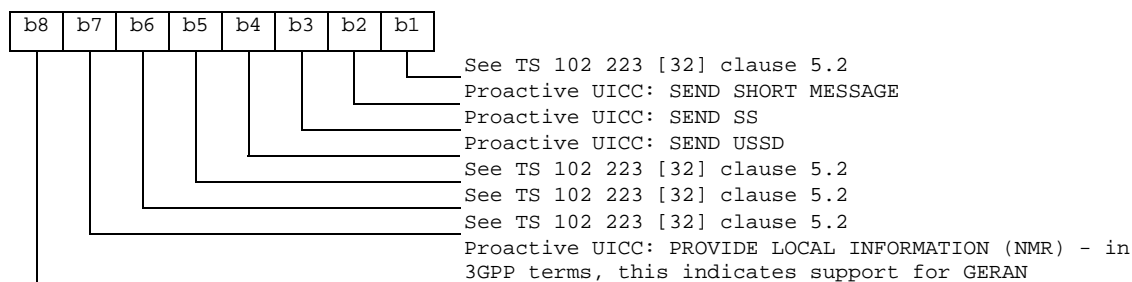 b8 b7 b6 b5 b4 b3 b2 b1
See TS 102 223 [32] clause 5.2
Proactive UICC: SEND SHORT MESSAGE
Proactive UICC: SEND SS
Proactive UICC: SEND USSD
See TS 102 223 [32] clause 5.2
See TS 102 223 [32] clause 5.2
See TS 102 223 [32] clause 5.2
Proactive UICC: PROVIDE LOCAL INFORMATION (NMR) - in
3GPP terms, this indicates support for GERAN